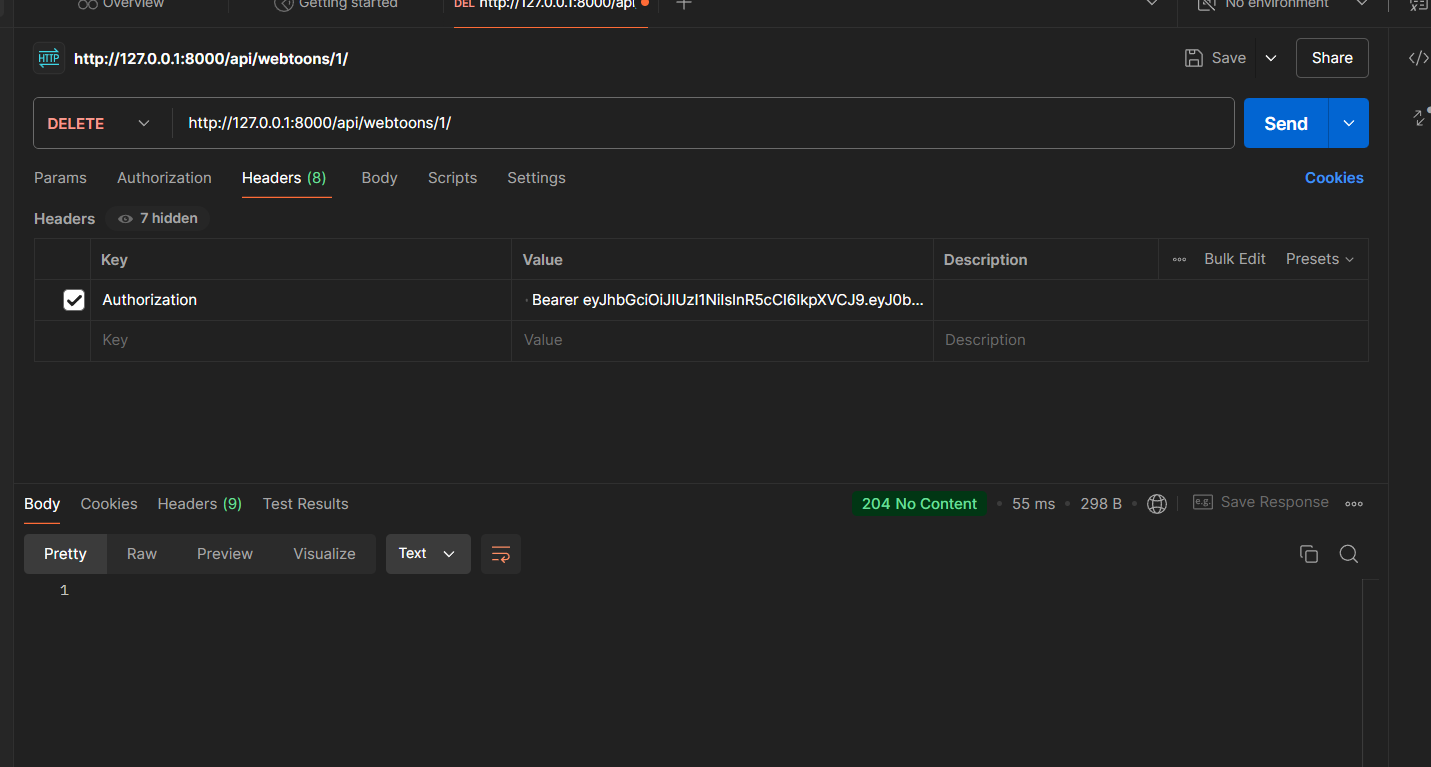 Overview
Getting started
DEL http://127.0.0.1:8000/api
No environment
HTTP http://127.0.0.1:8000/api/webtoons/1/
Save
Share
DELETE
http://127.0.0.1:8000/api/webtoons/1/
Send
Params Authorization Headers (8) Body Scripts Settings
Cookies
Headers 7 hidden
Key Value Description Bulk Edit Presets
Authorization Bearer eyJhbGciOiJIUzI1NiIsInR5cCI6IkpXVCJ9.eyJ0b...
Key Value Description
Body Cookies Headers (9) Test Results
204 No Content • 55 ms • 298 B • e.g. Save Response
Pretty Raw Preview Visualize Text
1